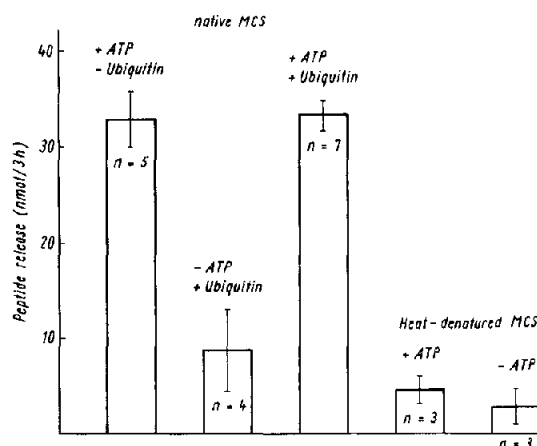 native MCS
+ ATP
- Ubiquitin
+ ATP
+ Ubiquitin
- ATP
+ Ubiquitin
Heat-denatured MCS
+ ATP
- ATP
n = 5
n = 4
n = 7
n = 3
n = 3
Peptide release (nmol/3h)
40
30
20
10